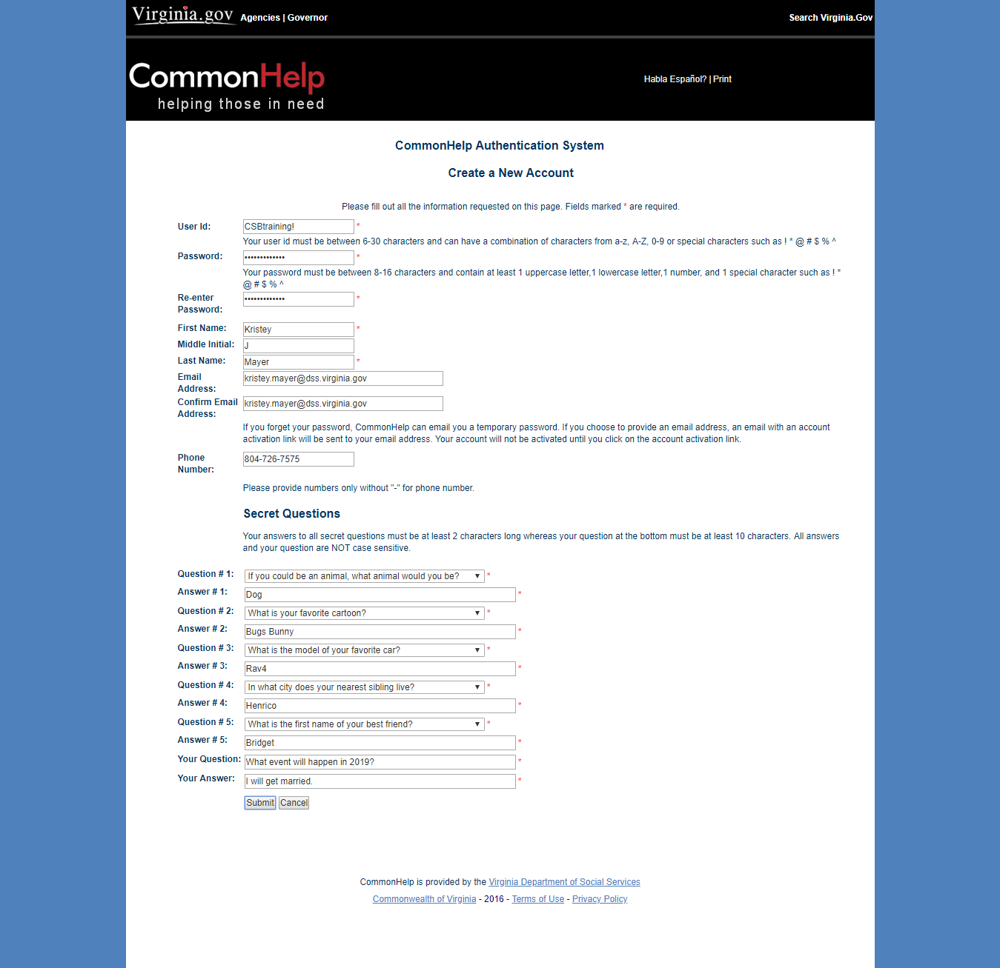 Virginia.gov Agencies | Governor Search Virginia.Gov
CommonHelp
helping those in need
Habla Español? | Print
CommonHelp Authentication System
Create a New Account
Please fill out all the information requested on this page. Fields marked * are required.
User Id: CSBtraining! *
Your user id must be between 6-30 characters and can have a combination of characters from a-z, A-Z, 0-9 or special characters such as ! * @ # $ % ^
Password: ••••••••••••• *
Your password must be between 8-16 characters and contain at least 1 uppercase letter,1 lowercase letter,1 number, and 1 special character such as ! *
@ # $ % ^
Re-enter
Password: ••••••••••••• *
First Name: Kristey *
Middle Initial: J
Last Name: Mayer *
Email
Address: kristey.mayer@dss.virginia.gov
Confirm Email
Address: kristey.mayer@dss.virginia.gov
If you forget your password, CommonHelp can email you a temporary password. If you choose to provide an email address, an email with an account
activation link will be sent to your email address. Your account will not be activated until you click on the account activation link.
Phone
Number: 804-726-7575
Please provide numbers only without "-" for phone number.
Secret Questions
Your answers to all secret questions must be at least 2 characters long whereas your question at the bottom must be at least 10 characters. All answers
and your question are NOT case sensitive.
Question # 1: If you could be an animal, what animal would you be? *
Answer # 1: Dog *
Question # 2: What is your favorite cartoon? *
Answer # 2: Bugs Bunny *
Question # 3: What is the model of your favorite car? *
Answer # 3: Rav4 *
Question # 4: In what city does your nearest sibling live? *
Answer # 4: Henrico *
Question # 5: What is the first name of your best friend? *
Answer # 5: Bridget *
Your Question: What event will happen in 2019? *
Your Answer: I will get married. *
Submit Cancel
CommonHelp is provided by the Virginia Department of Social Services
Commonwealth of Virginia - 2016 - Terms of Use - Privacy Policy